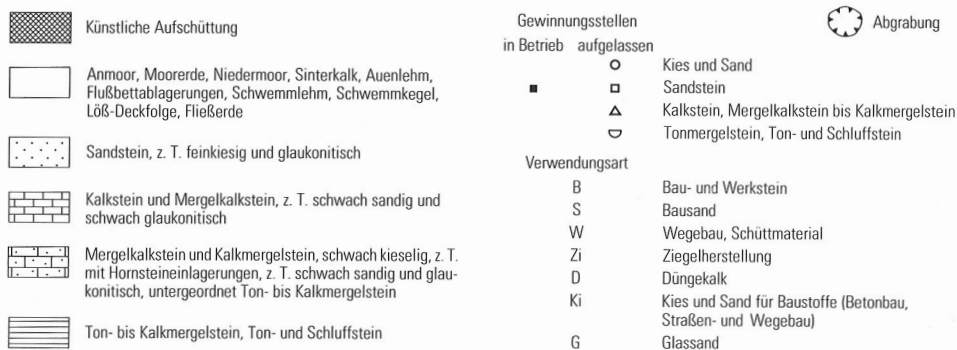 Künstliche Aufschüttung
Anmoor, Moorerde, Niedermoor, Sinterkalk, Auenlehm,
Flußbettablagerungen, Schwemmlehm, Schwemmkegel,
Löß-Deckfolge, Fließerde
Sandstein, z. T. feinkiesig und glaukonitisch
Kalkstein und Mergelkalkstein, z. T. schwach sandig und
schwach glaukonitisch
Mergelkalkstein und Kalkmergelstein, schwach kieselig, z. T.
mit Hornsteineinlagerungen, z. T. schwach sandig und glau-
konitisch, untergeordnet Ton- bis Kalkmergelstein
Ton- bis Kalkmergelstein, Ton- und Schluffstein
Gewinnungsstellen
in Betrieb aufgelassen
Kies und Sand
Sandstein
Kalkstein, Mergelkalkstein bis Kalkmergelstein
Tonmergelstein, Ton- und Schluffstein
Verwendungsart
B Bau- und Werkstein
S Bausand
W Wegebau, Schüttmaterial
Zi Ziegelherstellung
D Düngekalk
Ki Kies und Sand für Baustoffe (Betonbau,
Straßen- und Wegebau)
G Glassand
Abgrabung